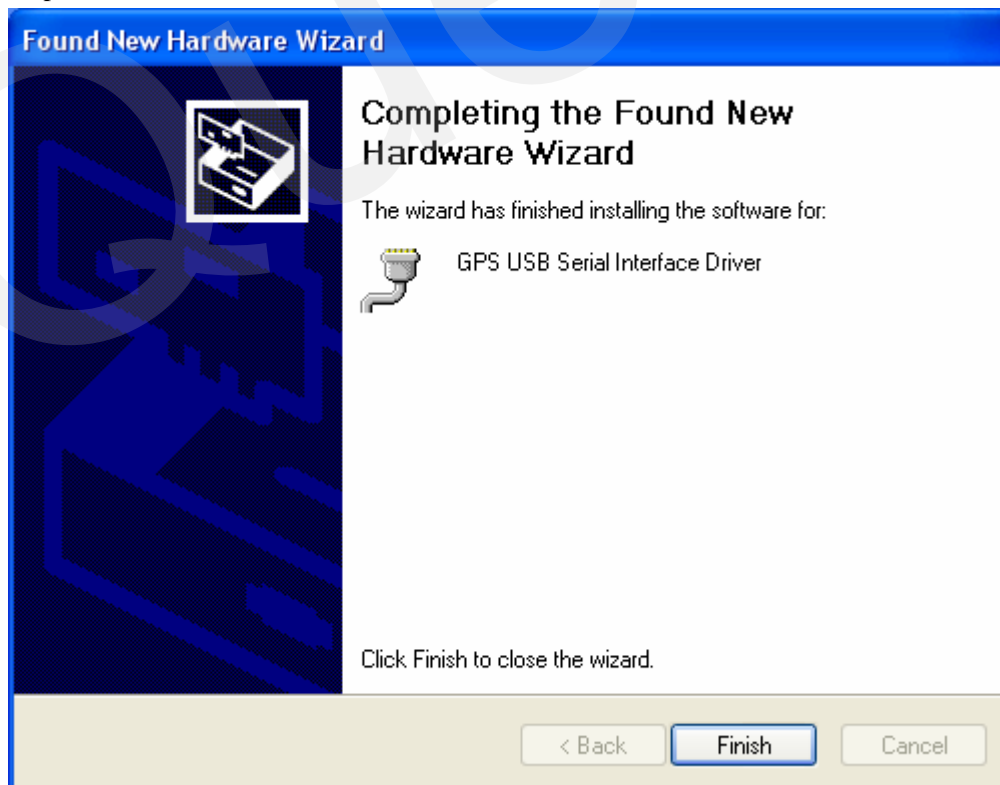 Found New Hardware Wizard
Completing the Found New
Hardware Wizard
The wizard has finished installing the software for:
GPS USB Serial Interface Driver
Click Finish to close the wizard.
< Back
Finish
Cancel